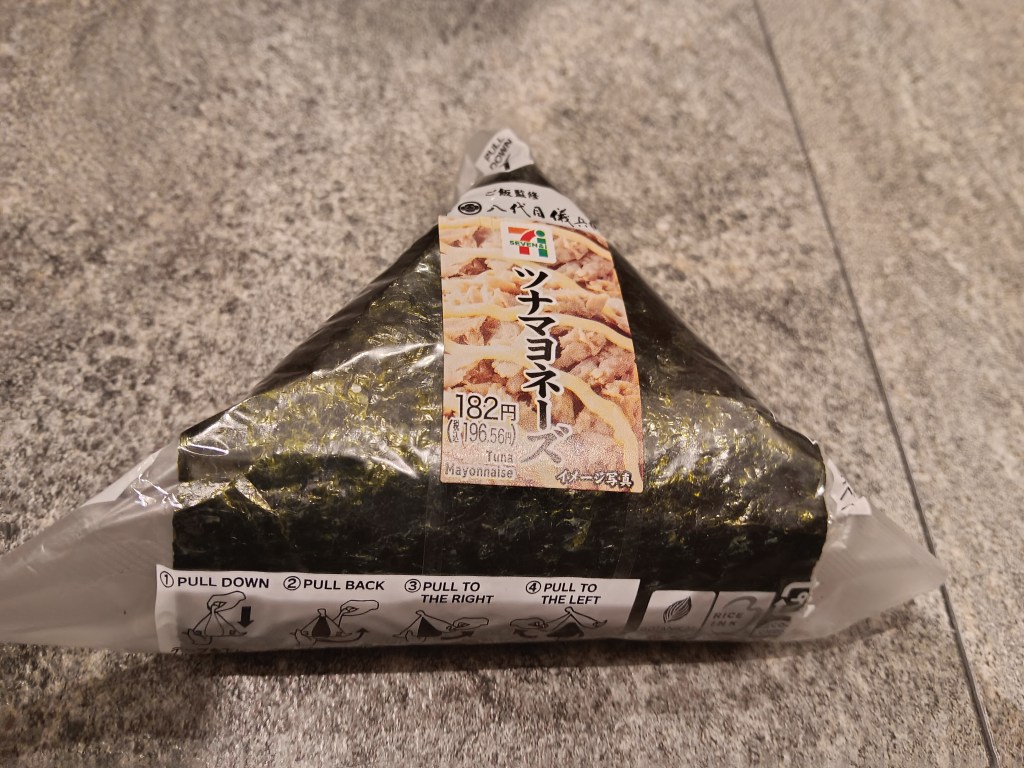 PULL
DOWN
ご飯監修
八代目儀兵
SEVEN&i
ツナマヨネーズ
182円
(税込196.56円)
Tuna
Mayonnaise
イメージ写真
① PULL DOWN
② PULL BACK
③ PULL TO
THE RIGHT
④ PULL TO
THE LEFT
RICE
INK